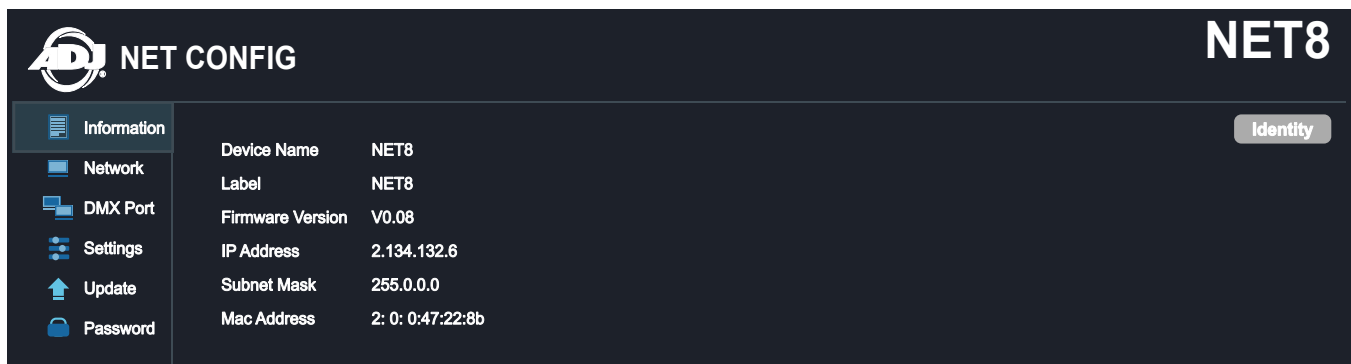 ADJ® NET CONFIG
NET8
Information
Network
DMX Port
Settings
Update
Password
Identity
Device Name NET8
Label NET8
Firmware Version V0.08
IP Address 2.134.132.6
Subnet Mask 255.0.0.0
Mac Address 2: 0: 0:47:22:8b